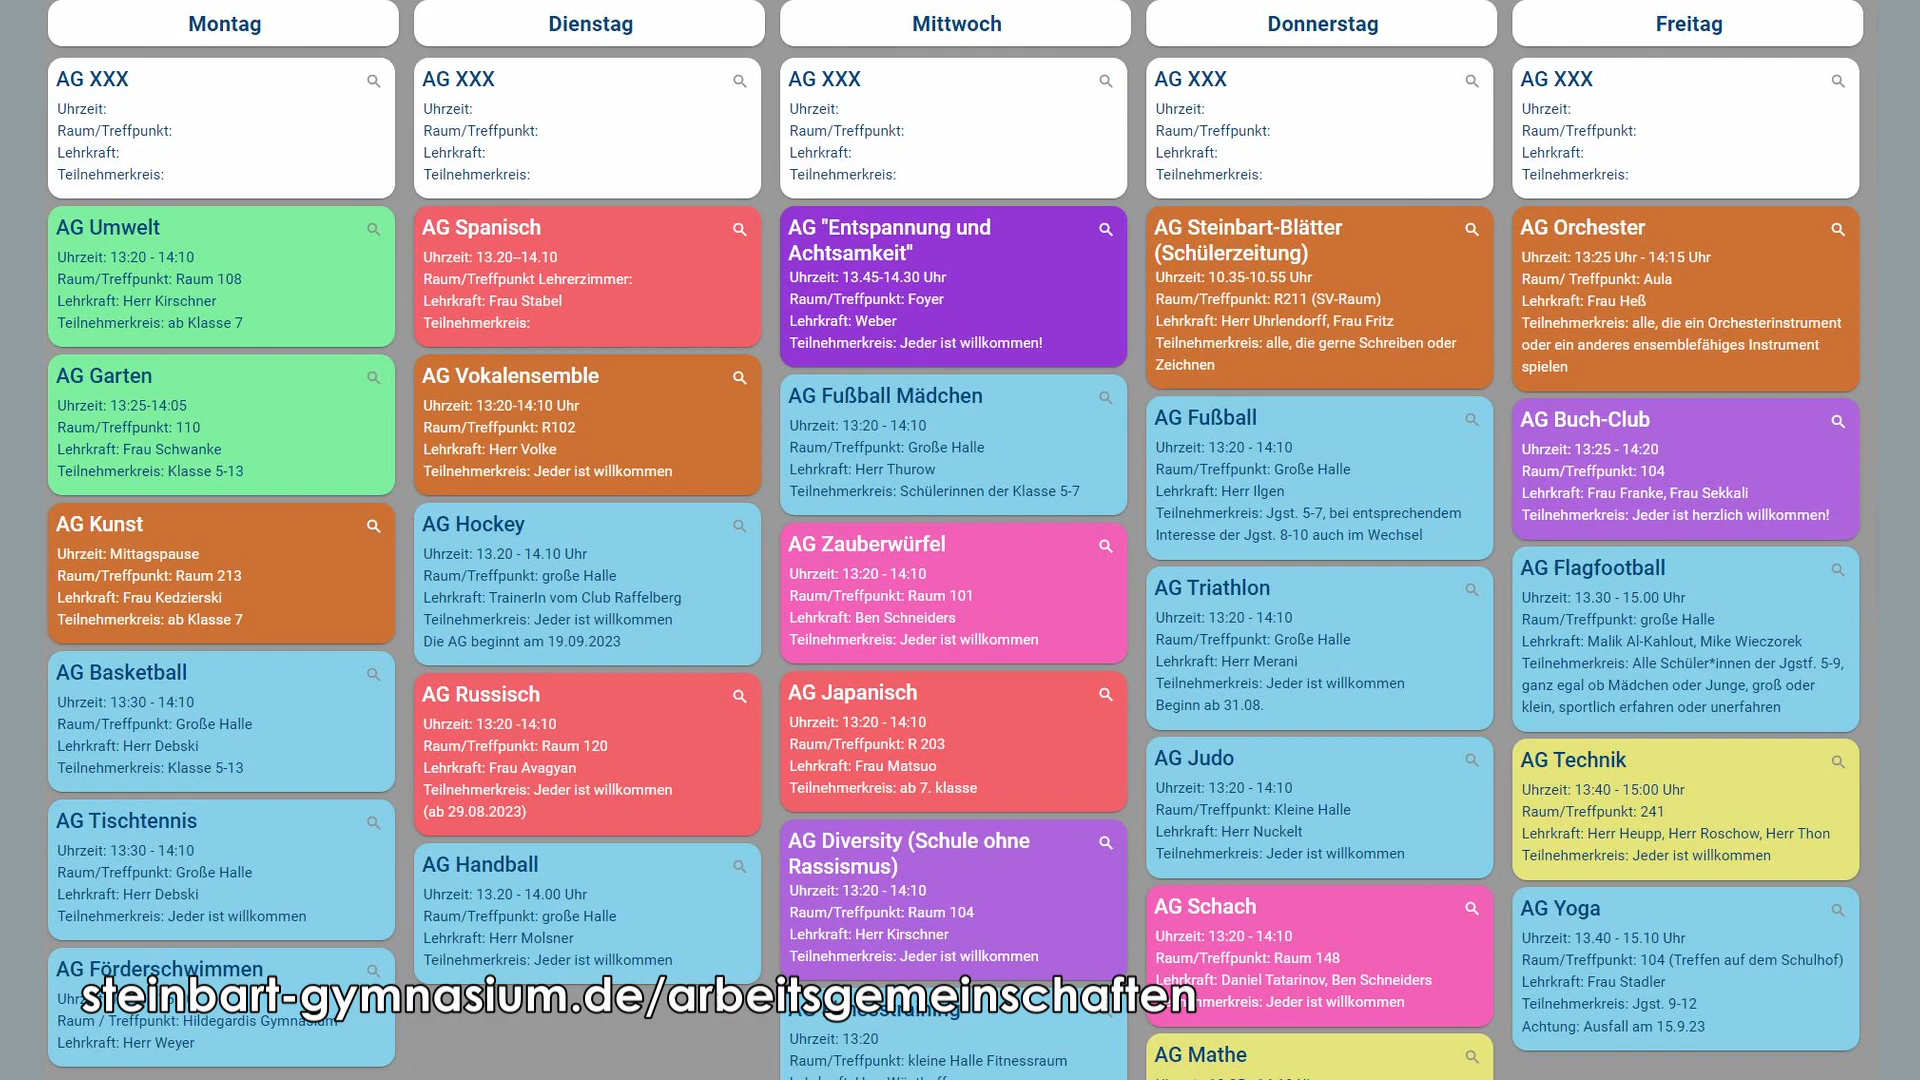 Montag
AG XXX
Uhrzeit:
Raum/Treffpunkt:
Lehrkraft:
Teilnehmerkreis:
AG Umwelt
Uhrzeit: 13:20 - 14:10
Raum/Treffpunkt: Raum 108
Lehrkraft: Herr Kirschner
Teilnehmerkreis: ab Klasse 7
AG Garten
Uhrzeit: 13:25-14:05
Raum/Treffpunkt: 110
Lehrkraft: Frau Schwanke
Teilnehmerkreis: Klasse 5-13
AG Kunst
Uhrzeit: Mittagspause
Raum/Treffpunkt: Raum 213
Lehrkraft: Frau Kedzierski
Teilnehmerkreis: ab Klasse 7
AG Basketball
Uhrzeit: 13:30 - 14:10
Raum/Treffpunkt: Große Halle
Lehrkraft: Herr Debski
Teilnehmerkreis: Klasse 5-13
AG Tischtennis
Uhrzeit: 13:30 - 14:10
Raum/Treffpunkt: Große Halle
Lehrkraft: Herr Debski
Teilnehmerkreis: Jeder ist willkommen
AG Förderschwimmen
Raum / Treffpunkt: Hildegardis Gymnasium
Lehrkraft: Herr Weyer
Dienstag
AG XXX
Uhrzeit:
Raum/Treffpunkt:
Lehrkraft:
Teilnehmerkreis:
AG Spanisch
Uhrzeit: 13.20–14.10
Raum/Treffpunkt Lehrerzimmer:
Lehrkraft: Frau Stabel
Teilnehmerkreis:
AG Vokalensemble
Uhrzeit: 13:20-14:10 Uhr
Raum/Treffpunkt: R102
Lehrkraft: Herr Volke
Teilnehmerkreis: Jeder ist willkommen
AG Hockey
Uhrzeit: 13.20 - 14.10 Uhr
Raum/Treffpunkt: große Halle
Lehrkraft: TrainerIn vom Club Raffelberg
Teilnehmerkreis: Jeder ist willkommen
Die AG beginnt am 19.09.2023
AG Russisch
Uhrzeit: 13:20 -14:10
Raum/Treffpunkt: Raum 120
Lehrkraft: Frau Avagyan
Teilnehmerkreis: Jeder ist willkommen
(ab 29.08.2023)
AG Handball
Uhrzeit: 13.20 - 14.00 Uhr
Raum/Treffpunkt: große Halle
Lehrkraft: Herr Molsner
Teilnehmerkreis: Jeder ist willkommen
Mittwoch
AG XXX
Uhrzeit:
Raum/Treffpunkt:
Lehrkraft:
Teilnehmerkreis:
AG "Entspannung und
Achtsamkeit"
Uhrzeit: 13.45-14.30 Uhr
Raum/Treffpunkt: Foyer
Lehrkraft: Weber
Teilnehmerkreis: Jeder ist willkommen!
AG Fußball Mädchen
Uhrzeit: 13:20 - 14:10
Raum/Treffpunkt: Große Halle
Lehrkraft: Herr Thurow
Teilnehmerkreis: Schülerinnen der Klasse 5-7
AG Zauberwürfel
Uhrzeit: 13:20 - 14:10
Raum/Treffpunkt: Raum 101
Lehrkraft: Ben Schneiders
Teilnehmerkreis: Jeder ist willkommen
AG Japanisch
Uhrzeit: 13:20 - 14:10
Raum/Treffpunkt: R 203
Lehrkraft: Frau Matsuo
Teilnehmerkreis: ab 7. klasse
AG Diversity (Schule ohne
Rassismus)
Uhrzeit: 13:20 - 14:10
Raum/Treffpunkt: Raum 104
Lehrkraft: Herr Kirschner
Teilnehmerkreis: Jeder ist willkommen
Uhrzeit: 13:20
Raum/Treffpunkt: kleine Halle Fitnessraum
Donnerstag
AG XXX
Uhrzeit:
Raum/Treffpunkt:
Lehrkraft:
Teilnehmerkreis:
AG Steinbart-Blätter
(Schülerzeitung)
Uhrzeit: 10.35-10.55 Uhr
Raum/Treffpunkt: R211 (SV-Raum)
Lehrkraft: Herr Uhrlendorff, Frau Fritz
Teilnehmerkreis: alle, die gerne Schreiben oder
Zeichnen
AG Fußball
Uhrzeit: 13:20 - 14:10
Raum/Treffpunkt: Große Halle
Lehrkraft: Herr Ilgen
Teilnehmerkreis: Jgst. 5-7, bei entsprechendem
Interesse der Jgst. 8-10 auch im Wechsel
AG Triathlon
Uhrzeit: 13:20 - 14:10
Raum/Treffpunkt: Große Halle
Lehrkraft: Herr Merani
Teilnehmerkreis: Jeder ist willkommen
Beginn ab 31.08.
AG Judo
Uhrzeit: 13:20 - 14:10
Raum/Treffpunkt: Kleine Halle
Lehrkraft: Herr Nuckelt
Teilnehmerkreis: Jeder ist willkommen
AG Schach
Uhrzeit: 13:20 - 14:10
Raum/Treffpunkt: Raum 148
Lehrkraft: Daniel Tatarinov, Ben Schneiders
Teilnehmerkreis: Jeder ist willkommen
AG Mathe
Freitag
AG XXX
Uhrzeit:
Raum/Treffpunkt:
Lehrkraft:
Teilnehmerkreis:
AG Orchester
Uhrzeit: 13:25 Uhr - 14:15 Uhr
Raum/ Treffpunkt: Aula
Lehrkraft: Frau Heß
Teilnehmerkreis: alle, die ein Orchesterinstrument
oder ein anderes ensemblefähiges Instrument
spielen
AG Buch-Club
Uhrzeit: 13:25 - 14:20
Raum/Treffpunkt: 104
Lehrkraft: Frau Franke, Frau Sekkali
Teilnehmerkreis: Jeder ist herzlich willkommen!
AG Flagfootball
Uhrzeit: 13.30 - 15.00 Uhr
Raum/Treffpunkt: große Halle
Lehrkraft: Malik Al-Kahlout, Mike Wieczorek
Teilnehmerkreis: Alle Schüler*innen der Jgstf. 5-9,
ganz egal ob Mädchen oder Junge, groß oder
klein, sportlich erfahren oder unerfahren
AG Technik
Uhrzeit: 13:40 - 15:00 Uhr
Raum/Treffpunkt: 241
Lehrkraft: Herr Heupp, Herr Roschow, Herr Thon
Teilnehmerkreis: Jeder ist willkommen
AG Yoga
Uhrzeit: 13.40 - 15.10 Uhr
Raum/Treffpunkt: 104 (Treffen auf dem Schulhof)
Lehrkraft: Frau Stadler
Teilnehmerkreis: Jgst. 9-12
Achtung: Ausfall am 15.9.23
steinbart-gymnasium.de/arbeitsgemeinschaften